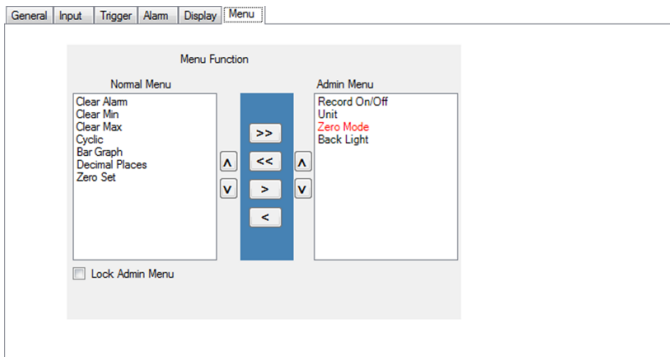 General Input Trigger Alarm Display Menu
Menu Function
Normal Menu
Clear Alarm
Clear Min
Clear Max
Cyclic
Bar Graph
Decimal Places
Zero Set
ʌ
v
>>
<<
>
<
ʌ
v
Admin Menu
Record On/Off
Unit
Zero Mode
Back Light
Lock Admin Menu